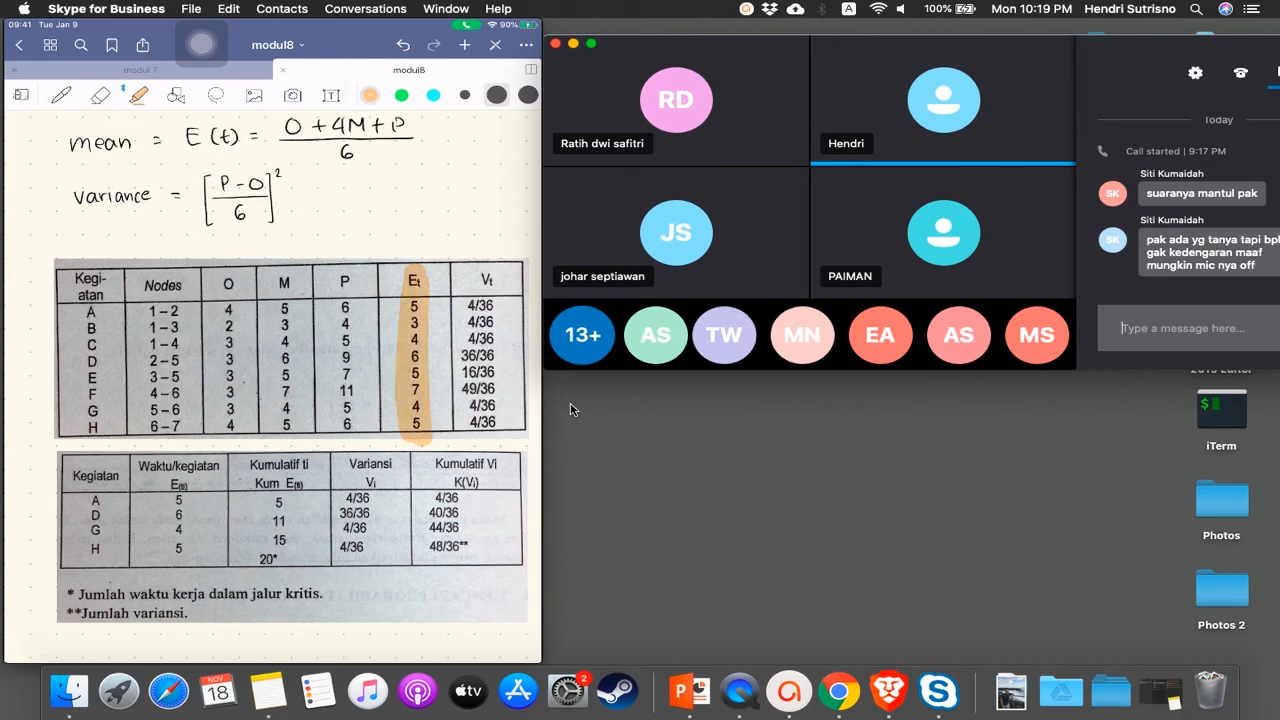 Skype for Business File Edit Contacts Conversations Window Help
100% Mon 10:19 PM Hendri Sutrisno
09:41 Tue Jan 9
90%
modul8
modul 7
modul8
mean = E (t) = O + 4M + P
6
variance = [ P - O ]²
6
Kegi-atan Nodes O M P Et Vt
A 1 – 2 4 5 6 5 4/36
B 1 – 3 2 3 4 3 4/36
C 1 – 4 3 4 5 4 4/36
D 2 – 5 3 6 9 6 36/36
E 3 – 5 3 5 7 5 16/36
F 4 – 6 3 7 11 7 49/36
G 5 – 6 3 4 5 4 4/36
H 6 – 7 4 5 6 5 4/36
Kegiatan Waktu/kegiatan E(t) Kumulatif ti Kum E(t) Variansi Vi Kumulatif Vi K(Vi)
A 5 5 4/36 4/36
D 6 11 36/36 40/36
G 4 15 4/36 44/36
H 5 20* 4/36 48/36**
* Jumlah waktu kerja dalam jalur kritis.
**Jumlah variansi.
RD
Ratih dwi safitri
Hendri
JS
johar septiawan
PAIMAN
13+ AS TW MN EA AS MS
Today
Call started | 9:17 PM
Siti Kumaidah
SK
suaranya mantul pak
Siti Kumaidah
SK
pak ada yg tanya tapi bpk
gak kedengaran maaf
mungkin mic nya off
Type a message here...
iTerm
Photos
Photos 2
NOV
18
2
tv